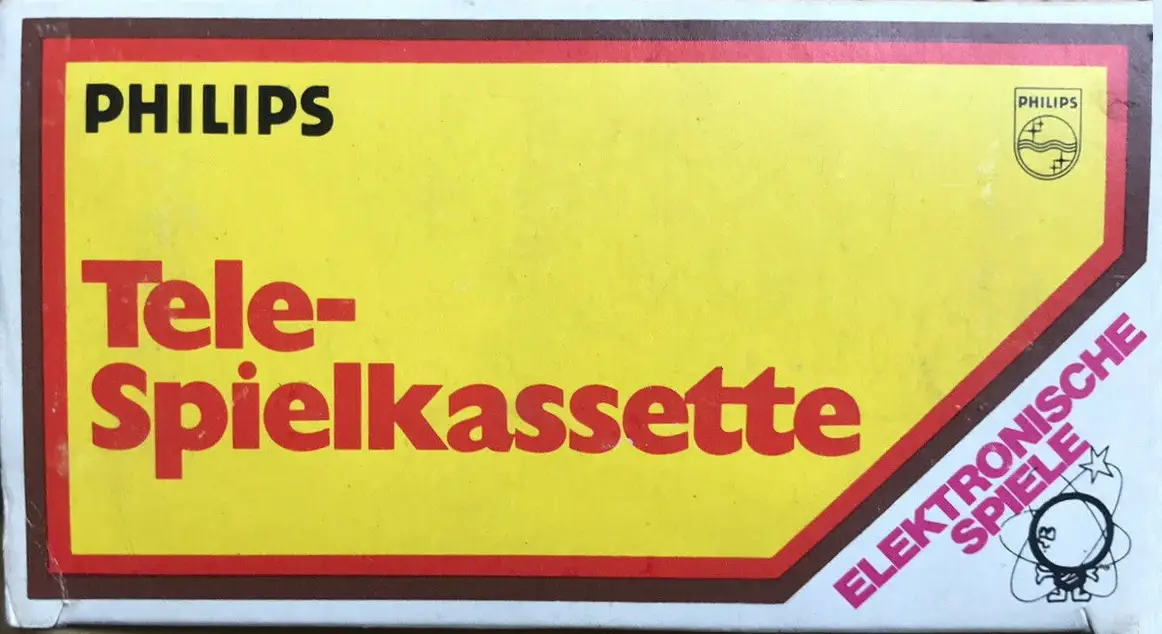 PHILIPS
PHILIPS
Tele-
Spielkassette
ELEKTRONISCHE
SPIELE